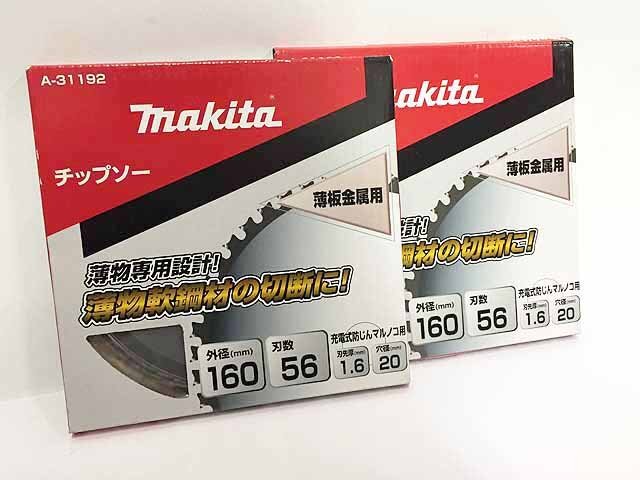 A-31192
makita
チップソー
薄板金属用
薄物専用設計!
薄物軟鋼材の切断に!
充電式防じんマルノコ用
外径(mm)
160
刃数
56
刃先厚(mm)
1.6
穴径(mm)
20
akita
薄板金属用
計!
鋼材の切断に!
充電式防じんマルノコ用
外径(mm)
160
刃数
56
刃先厚(mm)
1.6
穴径(mm)
20